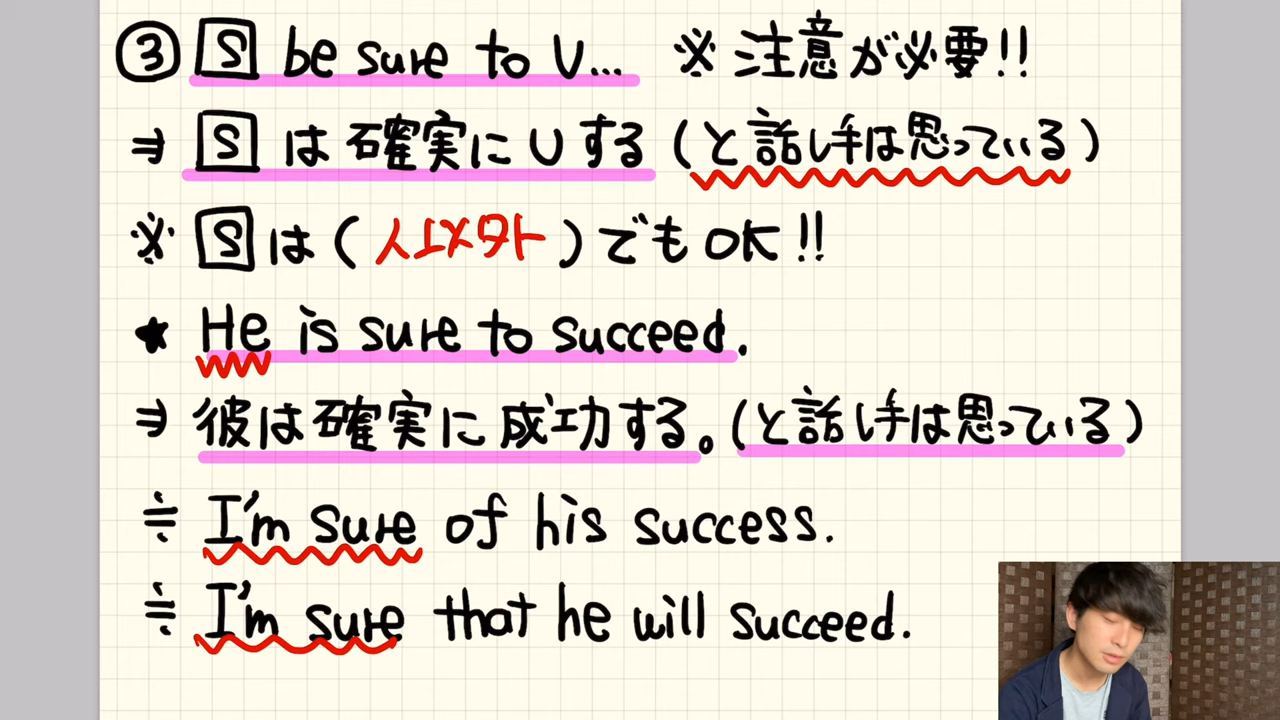 ③ S be sure to V... ※注意が必要!!
⇒ S は確実にVする(と話し手は思っている)
※ S は(人以外)でもOK!!
★ He is sure to succeed.
⇒ 彼は確実に成功する。(と話し手は思っている)
≒ I'm sure of his success.
≒ I'm sure that he will succeed.